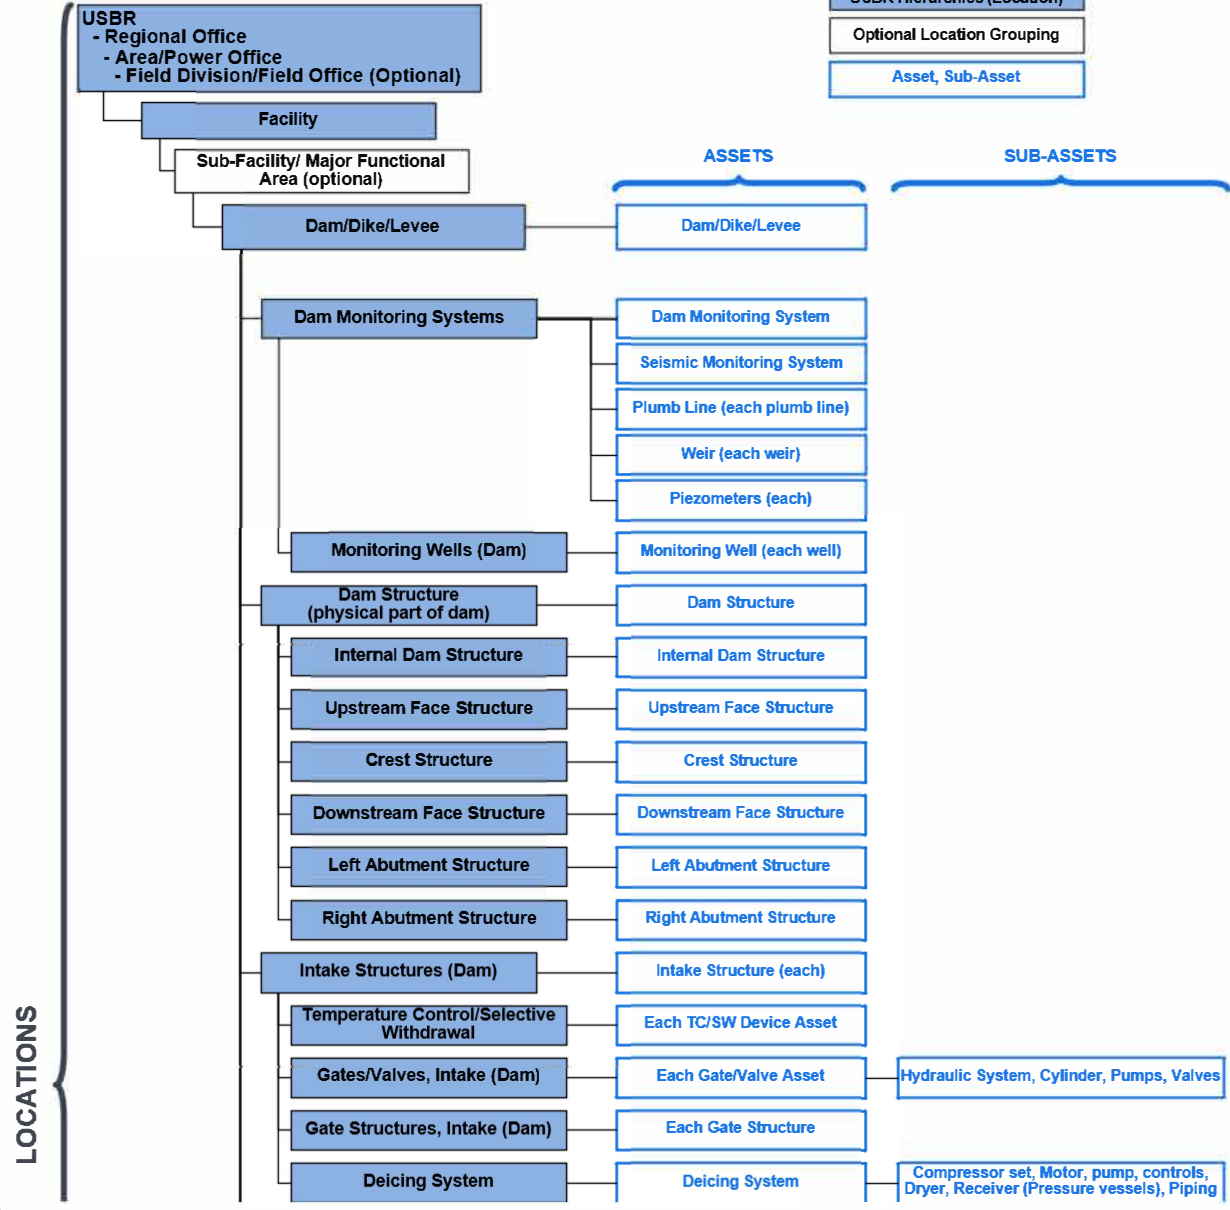 USBR Hierarchies (Location)
Optional Location Grouping
Asset, Sub-Asset
USBR
- Regional Office
- Area/Power Office
- Field Division/Field Office (Optional)
Facility
Sub-Facility/ Major Functional
Area (optional)
ASSETS
SUB-ASSETS
Dam/Dike/Levee
Dam/Dike/Levee
Dam Monitoring Systems
Dam Monitoring System
Seismic Monitoring System
Plumb Line (each plumb line)
Weir (each weir)
Piezometers (each)
Monitoring Wells (Dam)
Monitoring Well (each well)
Dam Structure
(physical part of dam)
Dam Structure
Internal Dam Structure
Internal Dam Structure
Upstream Face Structure
Upstream Face Structure
Crest Structure
Crest Structure
Downstream Face Structure
Downstream Face Structure
Left Abutment Structure
Left Abutment Structure
Right Abutment Structure
Right Abutment Structure
Intake Structures (Dam)
Intake Structure (each)
Temperature Control/Selective
Withdrawal
Each TC/SW Device Asset
Gates/Valves, Intake (Dam)
Each Gate/Valve Asset
Hydraulic System, Cylinder, Pumps, Valves
Gate Structures, Intake (Dam)
Each Gate Structure
Deicing System
Deicing System
Compressor set, Motor, pump, controls,
Dryer, Receiver (Pressure vessels), Piping
LOCATIONS